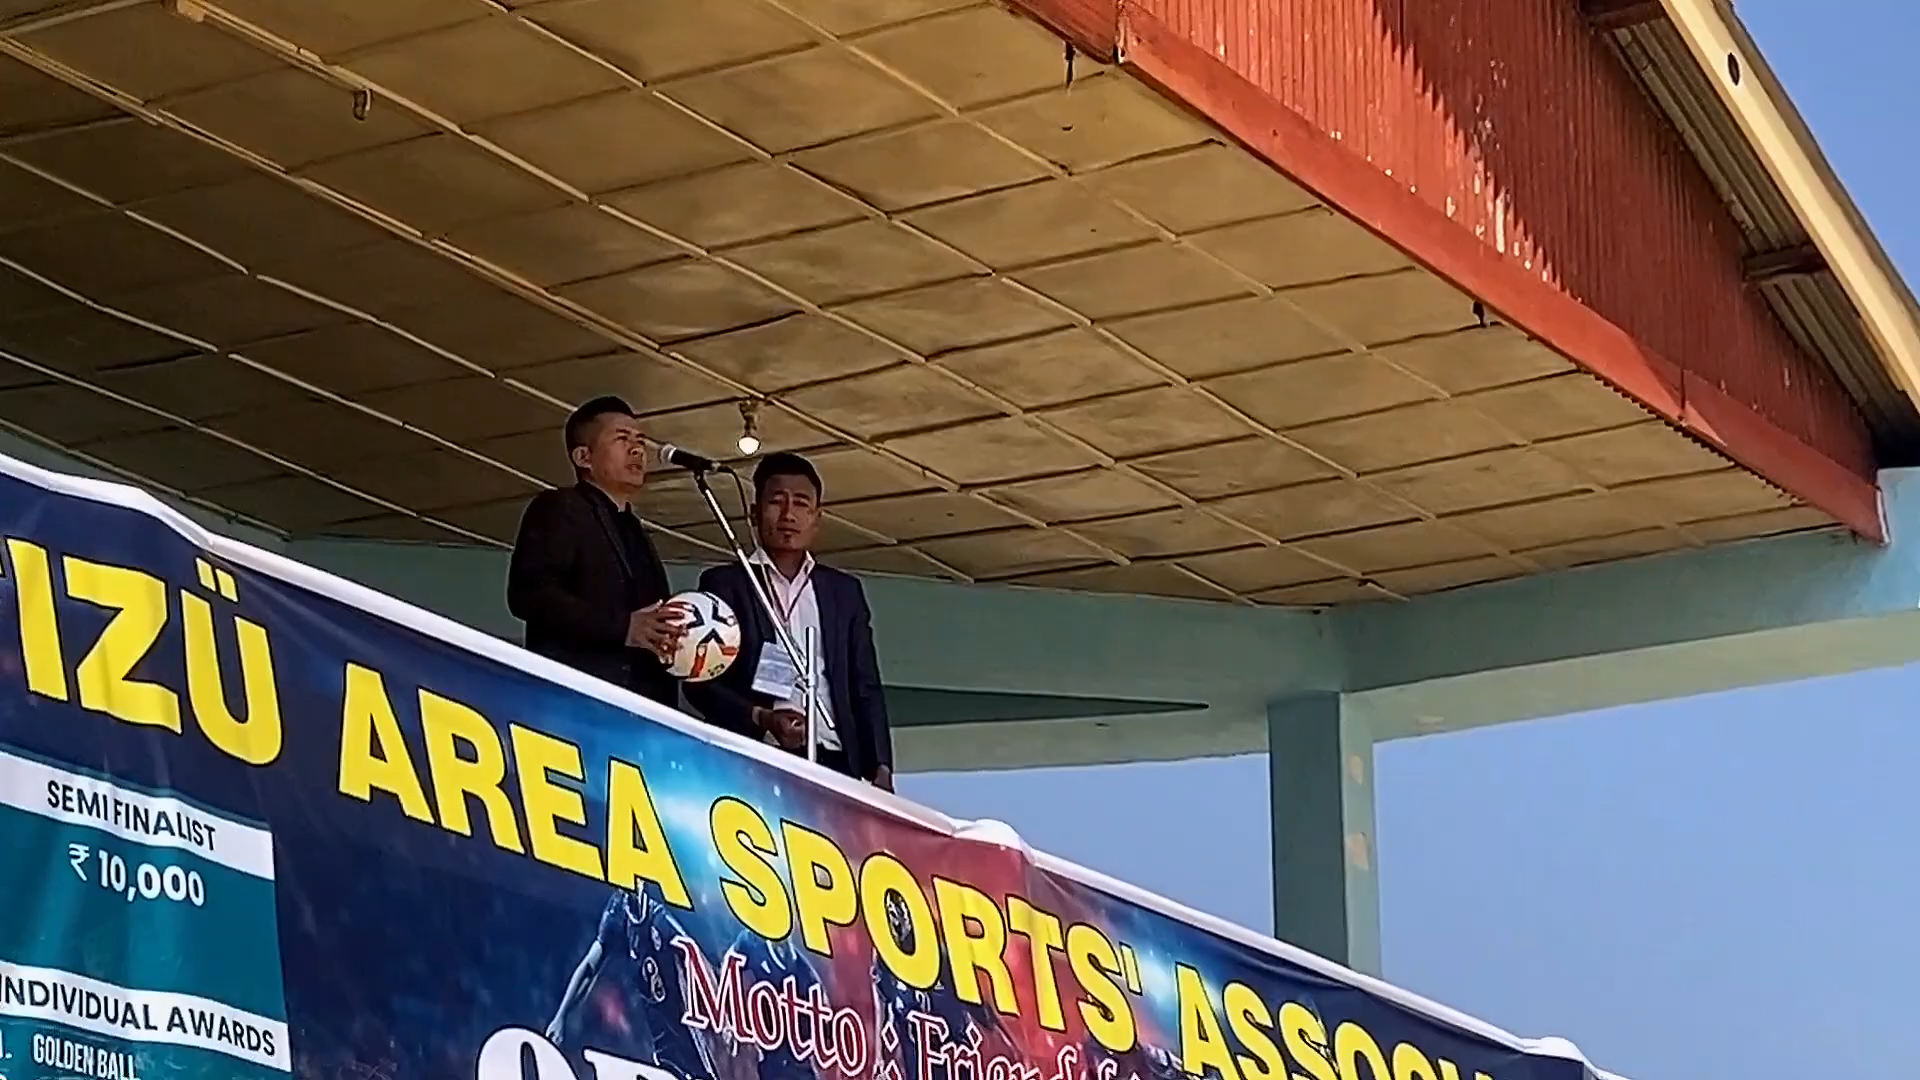 IZÜ AREA SPORTS' ASSOCI
SEMI FINALIST
₹ 10,000
INDIVIDUAL AWARDS
GOLDEN BALL
Motto :